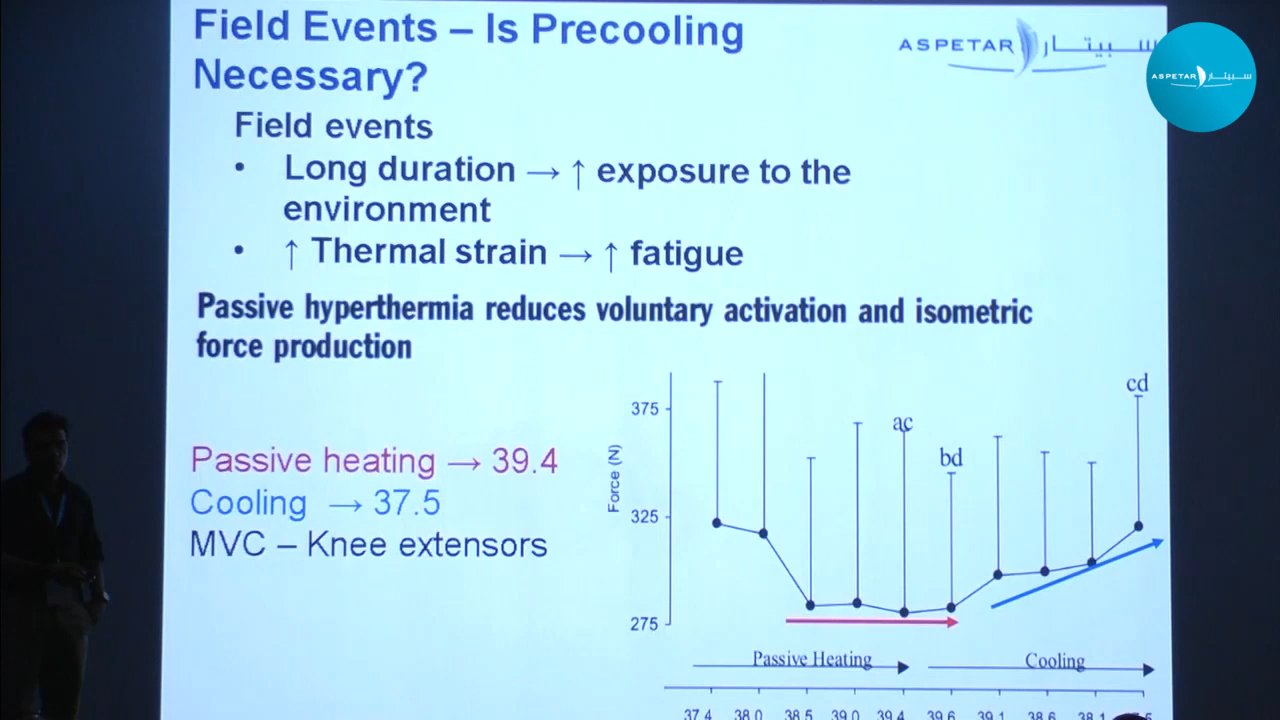 Field Events – Is Precooling
Necessary?
ASPETAR سبيتار
ASPETAR سبيتار
Field events
• Long duration → ↑ exposure to the
environment
• ↑ Thermal strain → ↑ fatigue
Passive hyperthermia reduces voluntary activation and isometric
force production
Passive heating → 39.4
Cooling → 37.5
MVC – Knee extensors
Force (N)
375
325
275
ac
bd
cd
Passive Heating
Cooling
37.4 38.0 38.5 39.0 39.4 39.6 39.1 38.6 38.1